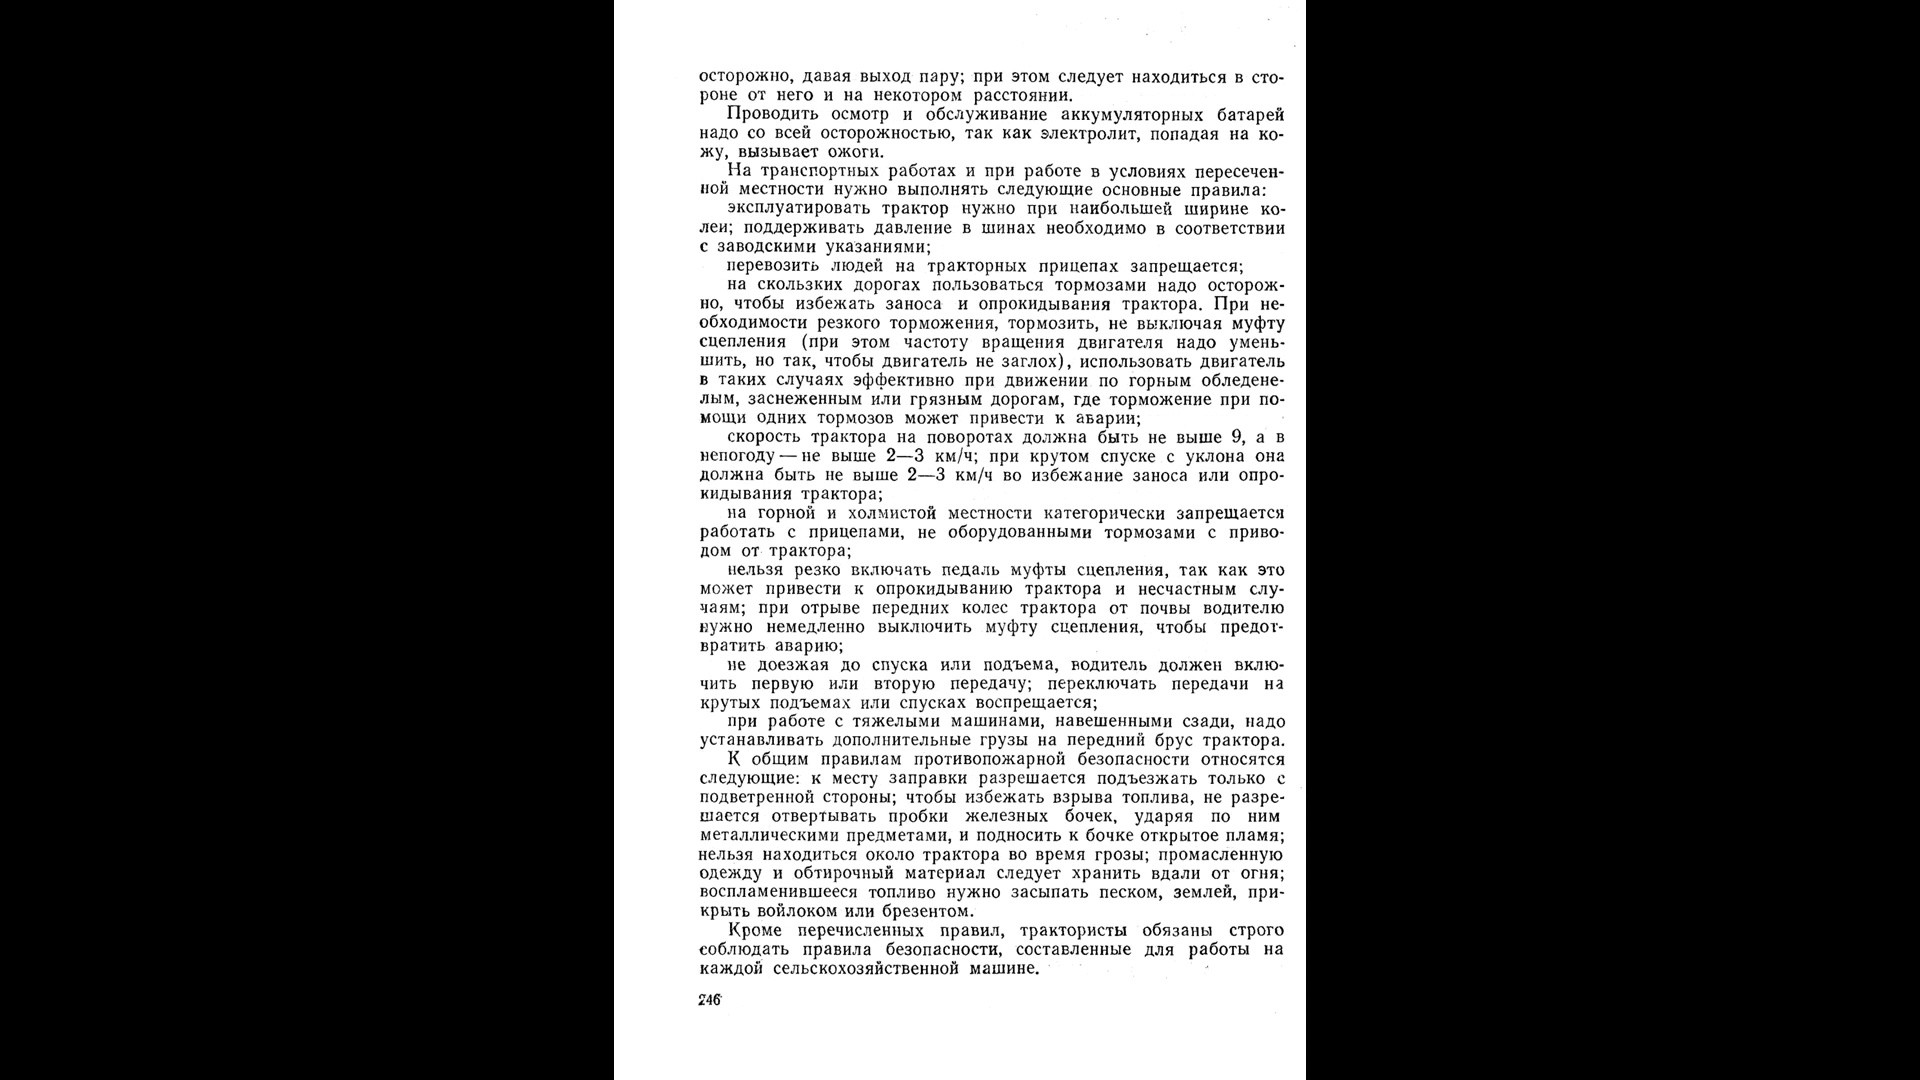 осторожно, давая выход пару; при этом следует находиться в сто-
роне от него и на некотором расстоянии.
Проводить осмотр и обслуживание аккумуляторных батарей
надо со всей осторожностью, так как электролит, попадая на ко-
жу, вызывает ожоги.
На транспортных работах и при работе в условиях пересечен-
ной местности нужно выполнять следующие основные правила:
эксплуатировать трактор нужно при наибольшей ширине ко-
леи; поддерживать давление в шинах необходимо в соответствии
с заводскими указаниями;
перевозить людей на тракторных прицепах запрещается;
на скользких дорогах пользоваться тормозами надо осторож-
но, чтобы избежать заноса и опрокидывания трактора. При не-
обходимости резкого торможения, тормозить, не выключая муфту
сцепления (при этом частоту вращения двигателя надо умень-
шить, но так, чтобы двигатель не заглох), использовать двигатель
в таких случаях эффективно при движении по горным обледене-
лым, заснеженным или грязным дорогам, где торможение при по-
мощи одних тормозов может привести к аварии;
скорость трактора на поворотах должна быть не выше 9, а в
непогоду — не выше 2—3 км/ч; при крутом спуске с уклона она
должна быть не выше 2—3 км/ч во избежание заноса или опро-
кидывания трактора;
на горной и холмистой местности категорически запрещается
работать с прицепами, не оборудованными тормозами с приво-
дом от трактора;
нельзя резко включать педаль муфты сцепления, так как это
может привести к опрокидыванию трактора и несчастным слу-
чаям; при отрыве передних колес трактора от почвы водителю
нужно немедленно выключить муфту сцепления, чтобы предот-
вратить аварию;
не доезжая до спуска или подъема, водитель должен вклю-
чить первую или вторую передачу; переключать передачи на
крутых подъемах или спусках воспрещается;
при работе с тяжелыми машинами, навешенными сзади, надо
устанавливать дополнительные грузы на передний брус трактора.
К общим правилам противопожарной безопасности относятся
следующие: к месту заправки разрешается подъезжать только с
подветренной стороны; чтобы избежать взрыва топлива, не разре-
шается отвертывать пробки железных бочек, ударяя по ним
металлическими предметами, и подносить к бочке открытое пламя;
нельзя находиться около трактора во время грозы; промасленную
одежду и обтирочный материал следует хранить вдали от огня;
воспламенившееся топливо нужно засыпать песком, землей, при-
крыть войлоком или брезентом.
Кроме перечисленных правил, трактористы обязаны строго
соблюдать правила безопасности, составленные для работы на
каждой сельскохозяйственной машине.
246